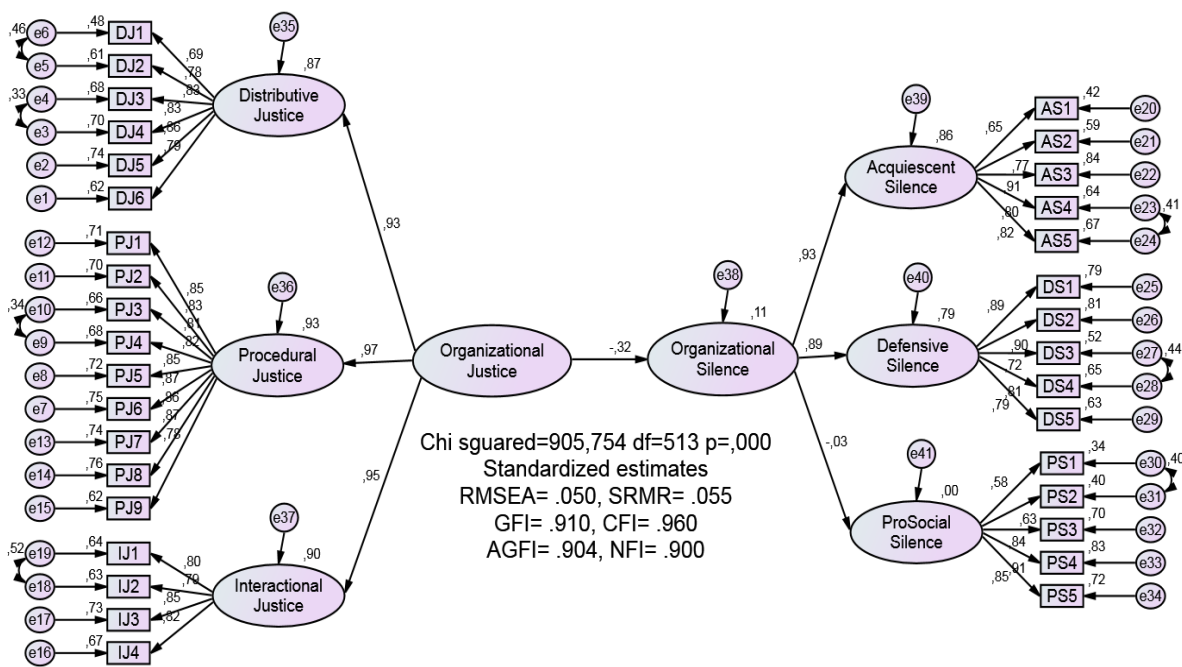 ,46
e6
,48
DJ1
e5
,61
DJ2
,33
e4
,68
DJ3
e3
,70
DJ4
e2
,74
DJ5
e1
,62
DJ6
e35
,87
Distributive
Justice
,69
,78
,83
,83
,86
,79
,93
e12
,71
PJ1
e11
,70
PJ2
,34
e10
,66
PJ3
e9
,68
PJ4
e8
,72
PJ5
e7
,75
PJ6
e13
,74
PJ7
e14
,76
PJ8
e15
,62
PJ9
e36
,93
Procedural
Justice
,85
,83
,81
,82
,85
,87
,86
,87
,78
,97
,52
e19
,64
IJ1
e18
,63
IJ2
e17
,73
IJ3
e16
,67
IJ4
e37
,90
Interactional
Justice
,80
,79
,85
,82
,95
Organizational
Justice
-,32
e38
,11
Organizational
Silence
Chi sguared=905,754 df=513 p=,000
Standardized estimates
RMSEA= .050, SRMR= .055
GFI= .910, CFI= .960
AGFI= .904, NFI= .900
,93
e39
,86
Acquiescent
Silence
,65
,77
,91
,80
,82
,42
AS1
e20
,59
AS2
e21
,84
AS3
e22
,64
AS4
e23
,41
,67
AS5
e24
,89
e40
,79
Defensive
Silence
,89
,90
,72
,81
,79
,79
DS1
e25
,81
DS2
e26
,52
DS3
e27
,44
,65
DS4
e28
,63
DS5
e29
-,03
e41
,00
ProSocial
Silence
,58
,63
,84
,91
,85
,34
PS1
e30
,40
,40
PS2
e31
,70
PS3
e32
,83
PS4
e33
,72
PS5
e34